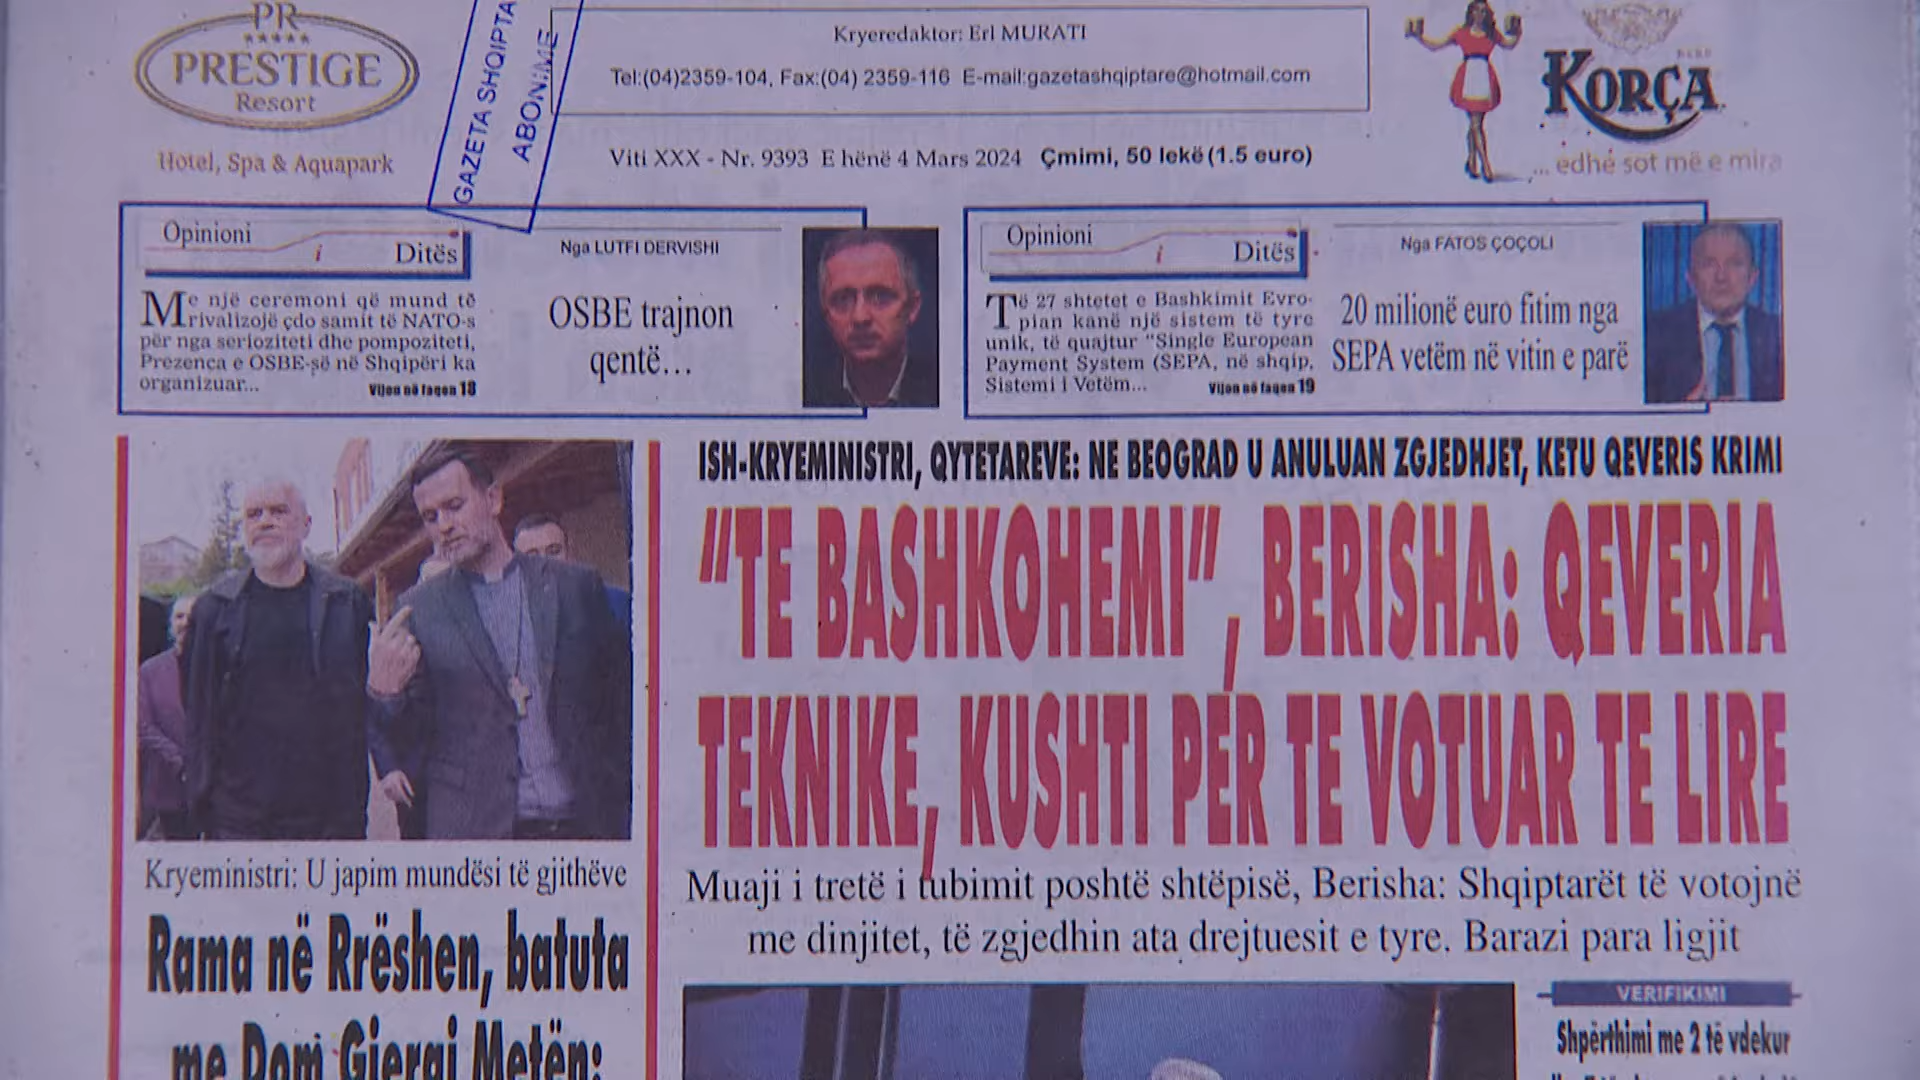 PR
PRESTIGE
Resort
Hotel, Spa & Aquapark
GAZETA SHQIPTA
ABONIME
Kryeredaktor: Erl MURATI
Tel:(04)2359-104, Fax:(04) 2359-116 E-mail:gazetashqiptare@hotmail.com
Viti XXX - Nr. 9393 E hënë 4 Mars 2024 Çmimi, 50 lekë (1.5 euro)
KORÇA
... edhe sot më e mira
Opinioni
i
Ditës
Me një ceremoni që mund të
rivalizojë çdo samit të NATO-s
për nga serioziteti dhe pompoziteti,
Prezenca e OSBE-së në Shqipëri ka
organizuar...
Vijon në faqen 18
Nga LUTFI DERVISHI
OSBE trajnon
qentë...
Opinioni
i
Ditës
Të 27 shtetet e Bashkimit Evro-
pian kanë një sistem të tyre
unik, të quajtur "Single European
Payment System (SEPA, në shqip,
Sistemi i Vetëm...
Vijon në faqen 19
Nga FATOS ÇOÇOLI
20 milionë euro fitim nga
SEPA vetëm në vitin e parë
Kryeministri: U japim mundësi të gjithëve
Rama në Rrëshen, batuta
me Dom Gjergj Metën:
ISH-KRYEMINISTRI, QYTETAREVE: NE BEOGRAD U ANULUAN ZGJEDHJET, KETU QEVERIS KRIMI
"TE BASHKOHEMI", BERISHA: QEVERIA
TEKNIKE, KUSHTI PËR TE VOTUAR TE LIRE
Muaji i tretë i tubimit poshtë shtëpisë, Berisha: Shqiptarët të votojnë
me dinjitet, të zgjedhin ata drejtuesit e tyre. Barazi para ligjit
VERIFIKIMI
Shpërthimi me 2 të vdekur